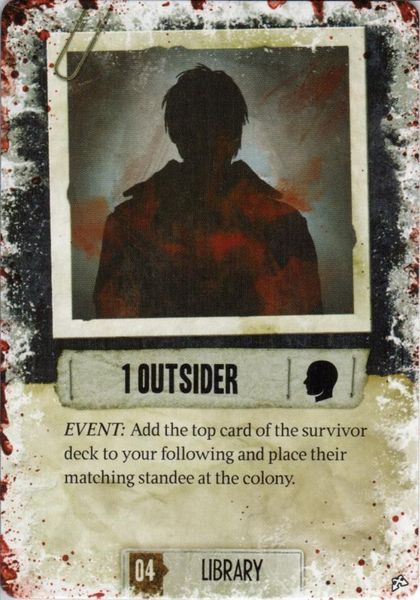 1 OUTSIDER
EVENT: Add the top card of the survivor
deck to your following and place their
matching standee at the colony.
04 LIBRARY